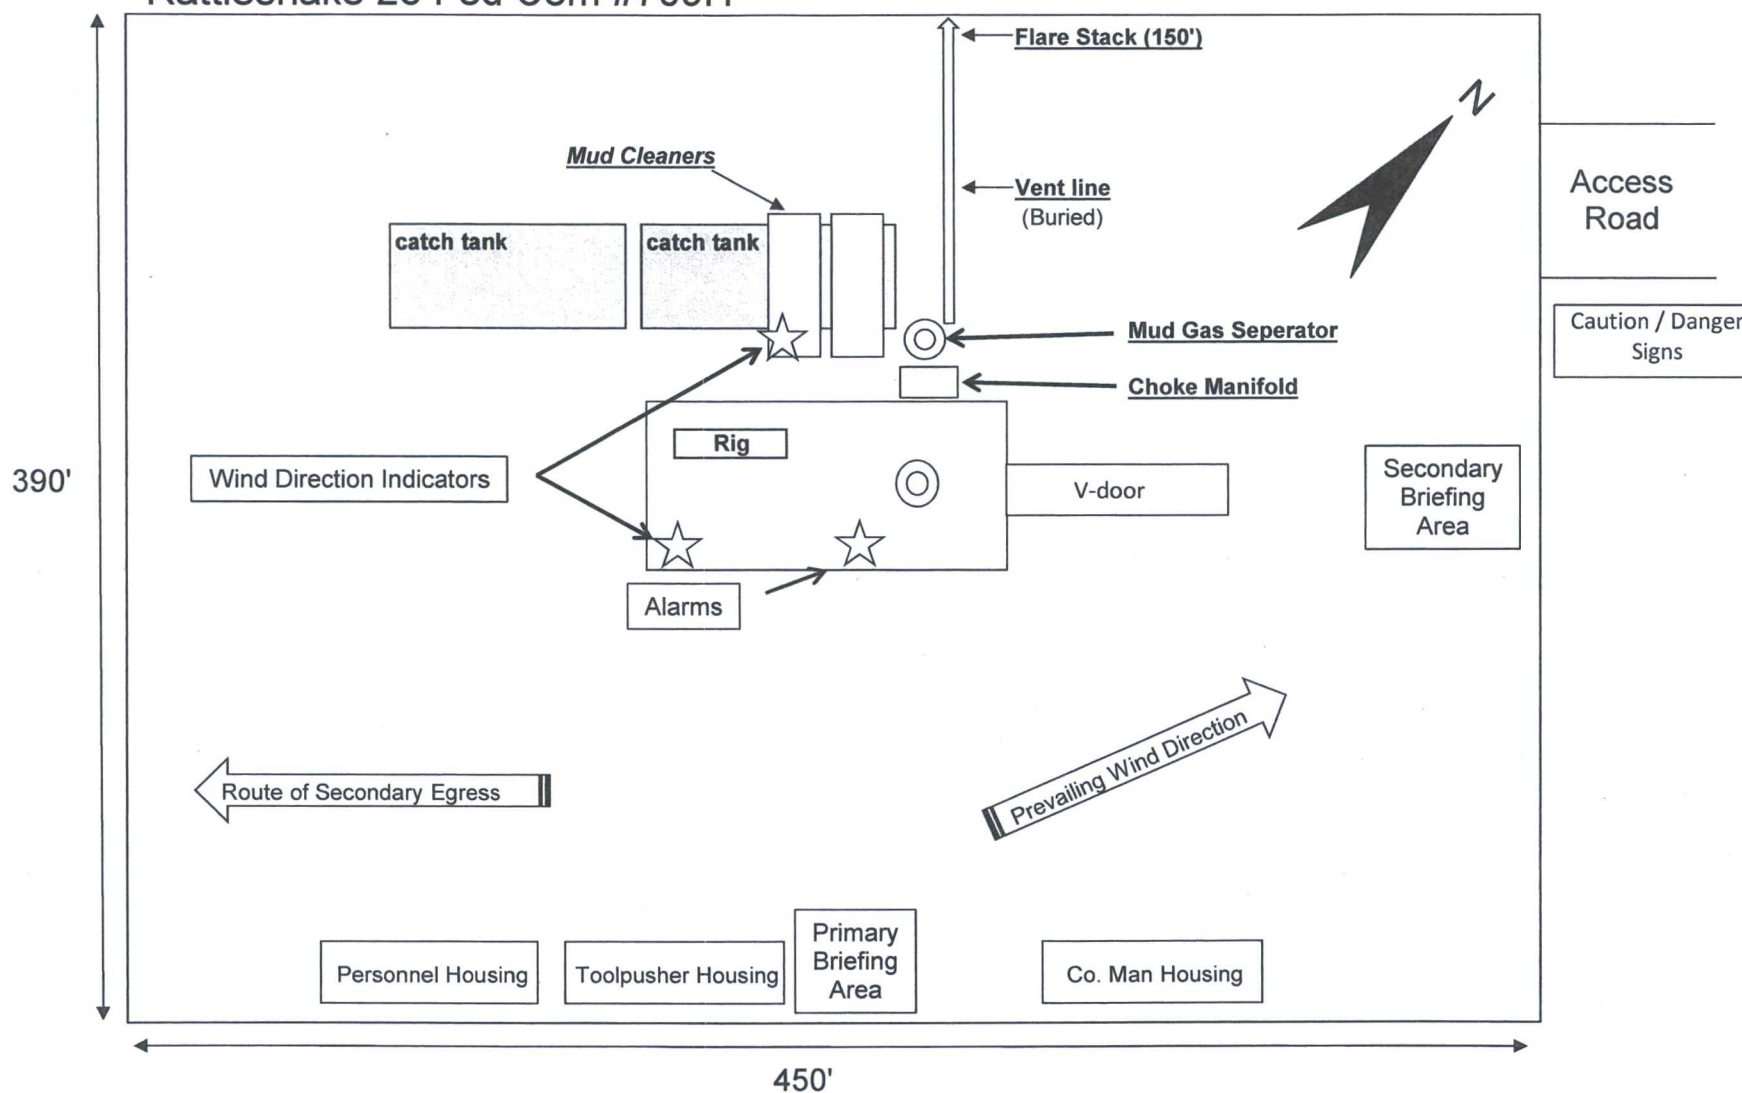 Flare Stack (150')
N
Mud Cleaners
Vent line
(Buried)
Access
Road
catch tank
catch tank
Caution / Danger
Signs
Mud Gas Seperator
Choke Manifold
Rig
390'
Wind Direction Indicators
V-door
Secondary
Briefing
Area
Alarms
Prevailing Wind Direction
Route of Secondary Egress
Primary
Briefing
Area
Personnel Housing
Toolpusher Housing
Co. Man Housing
450'